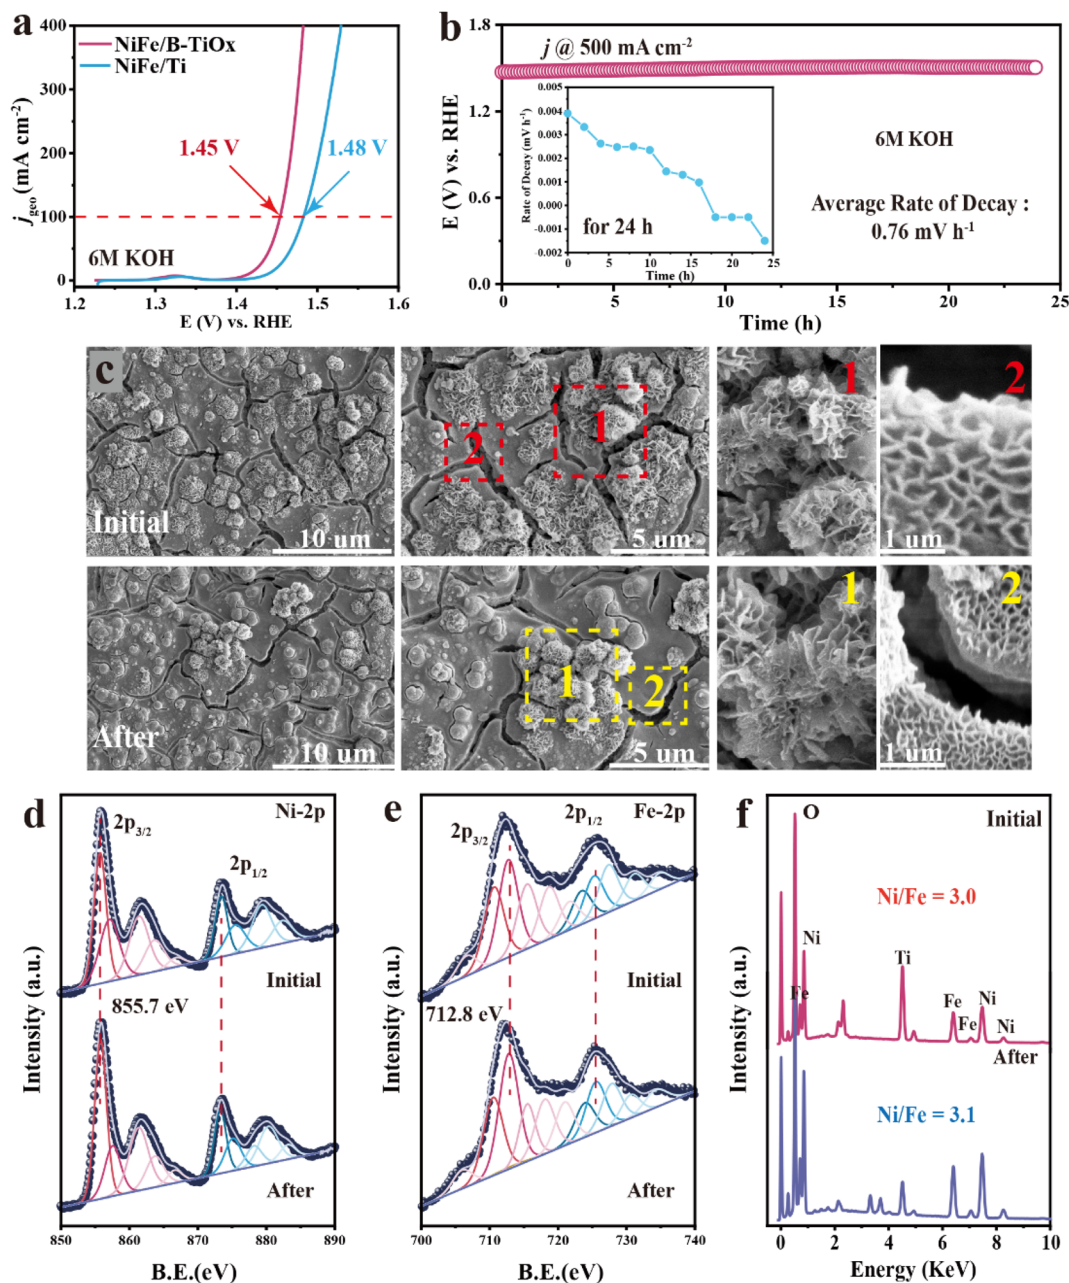 a
400
300
200
100
0
j_geo (mA cm-2)
NiFe/B-TiOx
NiFe/Ti
1.45 V
1.48 V
6M KOH
1.2
1.3
1.4
1.5
1.6
E (V) vs. RHE
b
1.8
1.2
0.6
0.0
E (V) vs. RHE
j @ 500 mA cm-2
0.005
0.004
0.003
0.002
0.001
0.000
-0.001
-0.002
Rate of Decay (mV h-1)
for 24 h
0
5
10
15
20
25
Time (h)
6M KOH
Average Rate of Decay :
0.76 mV h-1
0
5
10
15
20
25
Time (h)
c
Initial
10 um
1
2
5 um
1
2
1 um
After
10 um
1
2
5 um
1
2
1 um
d
Ni-2p
2p3/2
2p1/2
Initial
855.7 eV
After
Intensity (a.u.)
850
860
870
880
890
B.E.(eV)
e
Fe-2p
2p3/2
2p1/2
Initial
712.8 eV
After
Intensity (a.u.)
700
710
720
730
740
B.E.(eV)
f
O
Initial
Ni/Fe = 3.0
Ni
Fe
Ti
Fe
Fe
Ni
Ni
After
Ni/Fe = 3.1
Intensity (a.u.)
0
2
4
6
8
10
Energy (KeV)